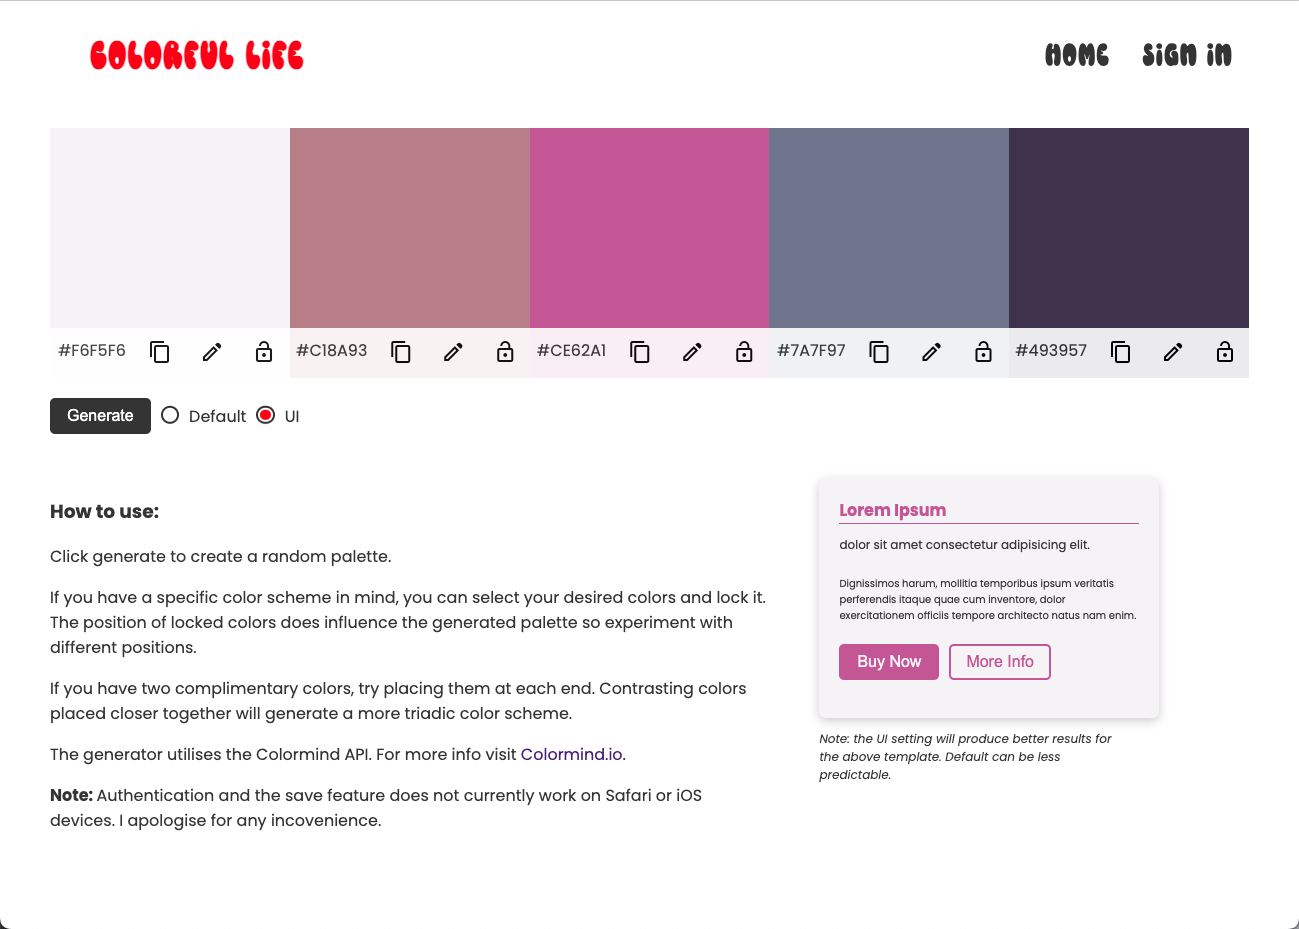 COLORFUL LIFE
HOME SIGN IN
#F6F5F6 #C18A93 #CE62A1 #7A7F97 #493957
Generate Default UI
How to use:
Click generate to create a random palette.
If you have a specific color scheme in mind, you can select your desired colors and lock it.
The position of locked colors does influence the generated palette so experiment with
different positions.
If you have two complimentary colors, try placing them at each end. Contrasting colors
placed closer together will generate a more triadic color scheme.
The generator utilises the Colormind API. For more info visit Colormind.io.
Note: Authentication and the save feature does not currently work on Safari or iOS
devices. I apologise for any incovenience.
Lorem Ipsum
dolor sit amet consectetur adipisicing elit.
Dignissimos harum, mollitia temporibus ipsum veritatis
perferendis itaque quae cum inventore, dolor
exercitationem officiis tempore architecto natus nam enim.
Buy Now More Info
Note: the UI setting will produce better results for
the above template. Default can be less
predictable.